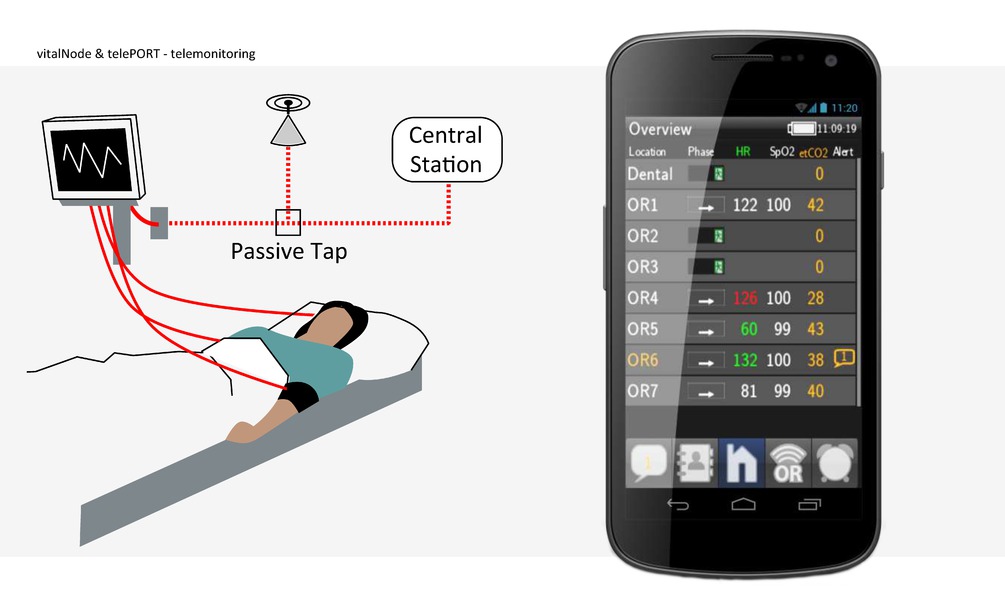 vitalNode & telePORT - telemonitoring
Central
Station
Passive Tap
11:20
Overview 11:09:19
Location Phase HR SpO2 etCO2 Alert
Dental 0
OR1 122 100 42
OR2 0
OR3 0
OR4 126 100 28
OR5 60 99 43
OR6 132 100 38 1
OR7 81 99 40
1 OR